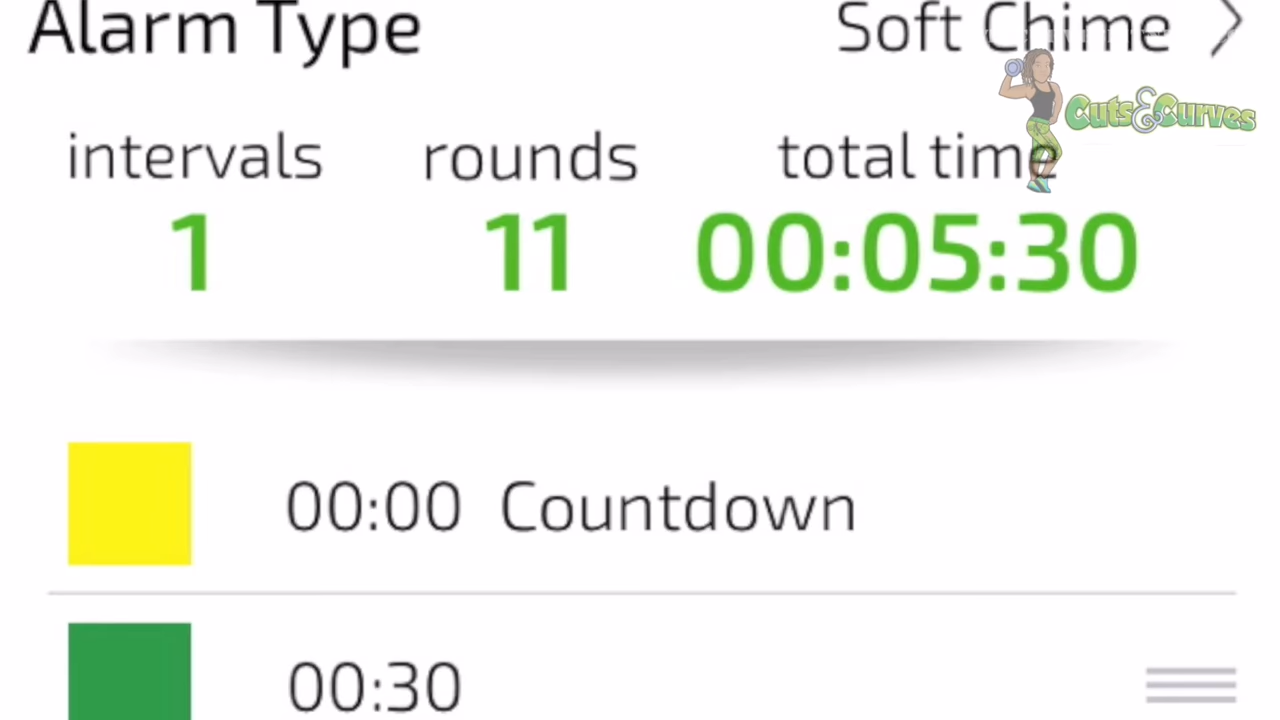 Alarm Type Soft Chime
Cuts&Curves
intervals rounds total time
1 11 00:05:30
00:00 Countdown
00:30